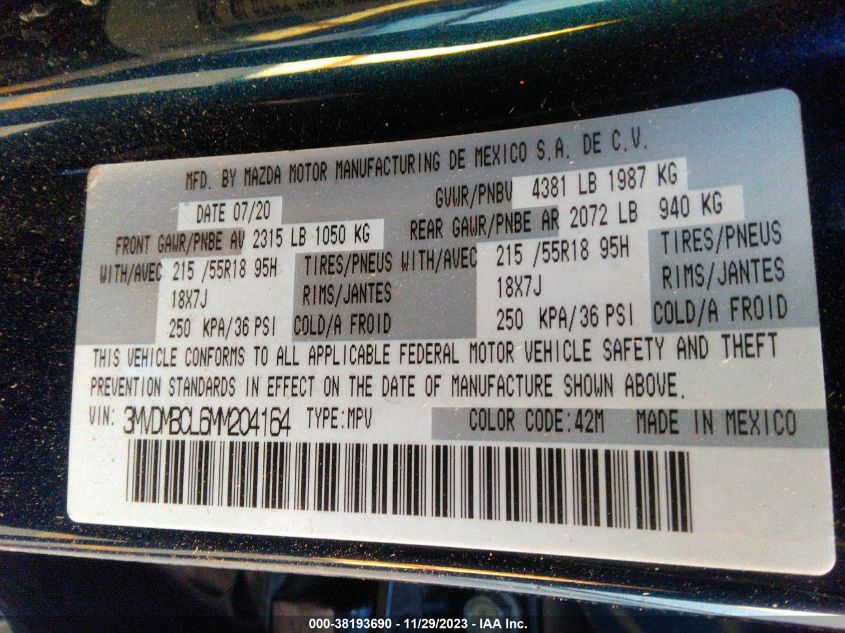 MFD. BY MAZDA MOTOR MANUFACTURING DE MEXICO S.A. DE C.V.
DATE 07/20 GVWR/PNBV 4381 LB 1987 KG
FRONT GAWR/PNBE AV 2315 LB 1050 KG REAR GAWR/PNBE AR 2072 LB 940 KG
WITH/AVEC 215 /55R18 95H TIRES/PNEUS WITH/AVEC 215 /55R18 95H TIRES/PNEUS
18X7J RIMS/JANTES 18X7J RIMS/JANTES
250 KPA/36 PSI COLD/A FROID 250 KPA/36 PSI COLD/A FROID
THIS VEHICLE CONFORMS TO ALL APPLICABLE FEDERAL MOTOR VEHICLE SAFETY AND THEFT
PREVENTION STANDARDS IN EFFECT ON THE DATE OF MANUFACTURE SHOWN ABOVE.
VIN: 3MVDMBCL6MM204164 TYPE:MPV COLOR CODE:42M MADE IN MEXICO
000-38193690 - 11/29/2023 - IAA Inc.